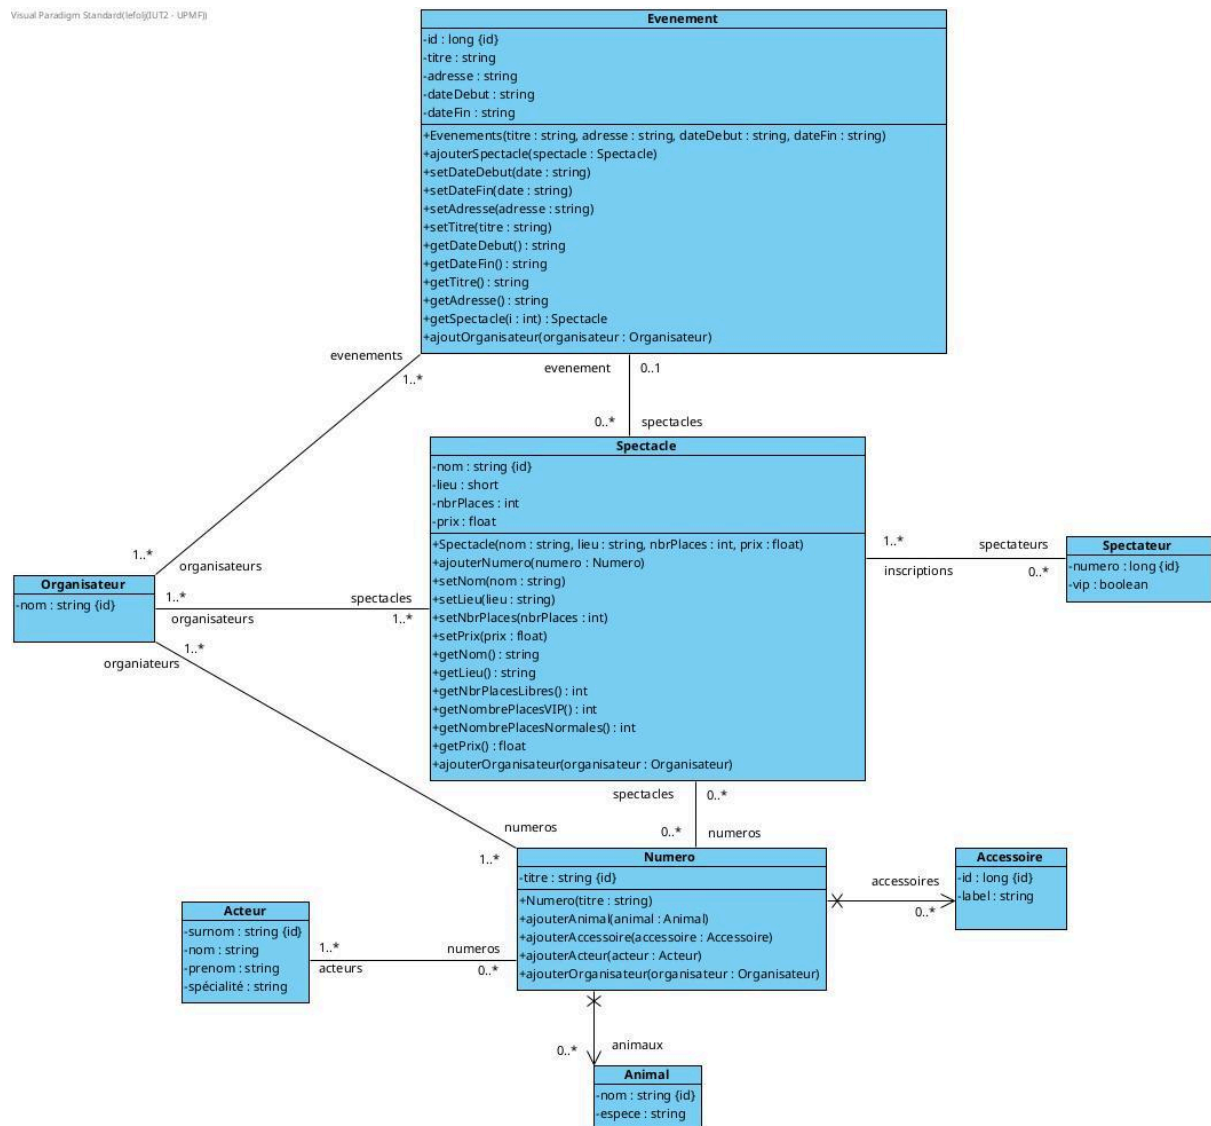 Visual Paradigm Standard(lefolj(IUT2 - UPMF))
Evenement
-id : long {id}
-titre : string
-adresse : string
-dateDebut : string
-dateFin : string
+Evenements(titre : string, adresse : string, dateDebut : string, dateFin : string)
+ajouterSpectacle(spectacle : Spectacle)
+setDateDebut(date : string)
+setDateFin(date : string)
+setAdresse(adresse : string)
+setTitre(titre : string)
+getDateDebut() : string
+getDateFin() : string
+getTitre() : string
+getAdresse() : string
+getSpectacle(i : int) : Spectacle
+ajoutOrganisateur(organisateur : Organisateur)
evenements
1..*
evenement
0..1
0..*
spectacles
Spectacle
-nom : string {id}
-lieu : short
-nbrPlaces : int
-prix : float
+Spectacle(nom : string, lieu : string, nbrPlaces : int, prix : float)
+ajouterNumero(numero : Numero)
+setNom(nom : string)
+setLieu(lieu : string)
+setNbrPlaces(nbrPlaces : int)
+setPrix(prix : float)
+getNom() : string
+getLieu() : string
+getNbrPlacesLibres() : int
+getNombrePlacesVIP() : int
+getNombrePlacesNormales() : int
+getPrix() : float
+ajouterOrganisateur(organisateur : Organisateur)
1..*
spectateurs
inscriptions
0..*
Spectateur
-numero : long {id}
-vip : boolean
1..*
organisateurs
Organisateur
-nom : string {id}
1..*
spectacles
organisateurs
1..*
1..*
organiateurs
numeros
1..*
spectacles
0..*
0..*
numeros
Numero
-titre : string {id}
+Numero(titre : string)
+ajouterAnimal(animal : Animal)
+ajouterAccessoire(accessoire : Accessoire)
+ajouterActeur(acteur : Acteur)
+ajouterOrganisateur(organisateur : Organisateur)
accessoires
0..*
Accessoire
-id : long {id}
-label : string
Acteur
-surnom : string {id}
-nom : string
-prenom : string
-spécialité : string
1..*
numeros
acteurs
0..*
0..*
animaux
Animal
-nom : string {id}
-espece : string